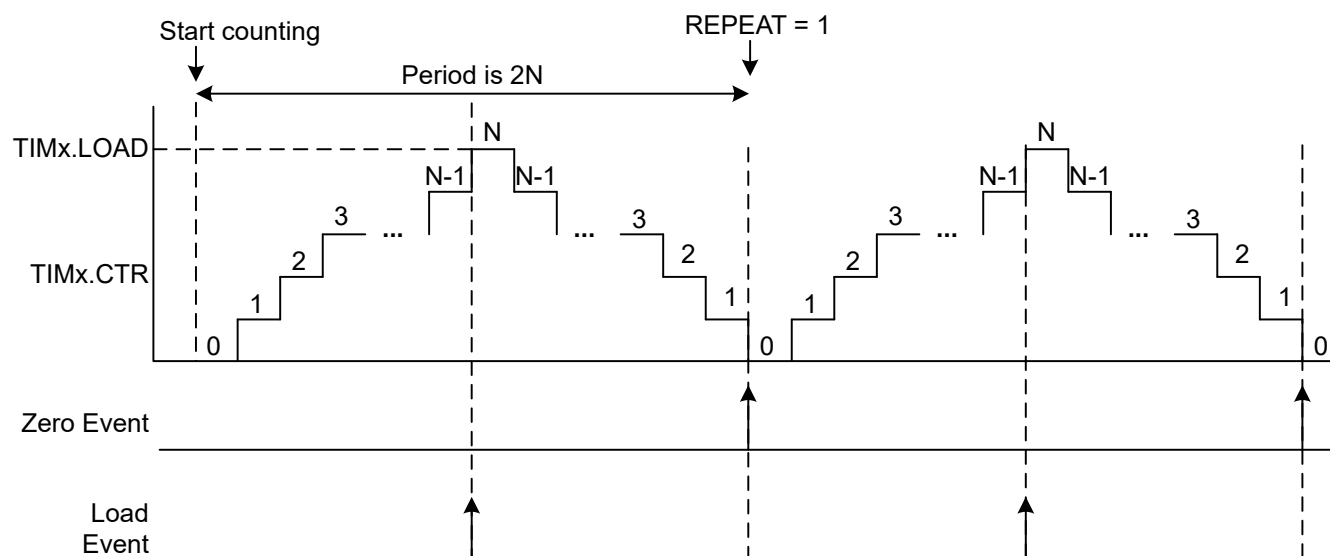 Start counting
REPEAT = 1
Period is 2N
TIMx.LOAD
N
N
N-1
N-1
N-1
N-1
3
...
...
3
3
...
...
3
TIMx.CTR
2
2
2
2
1
1
1
1
0
0
0
Zero Event
Load
Event